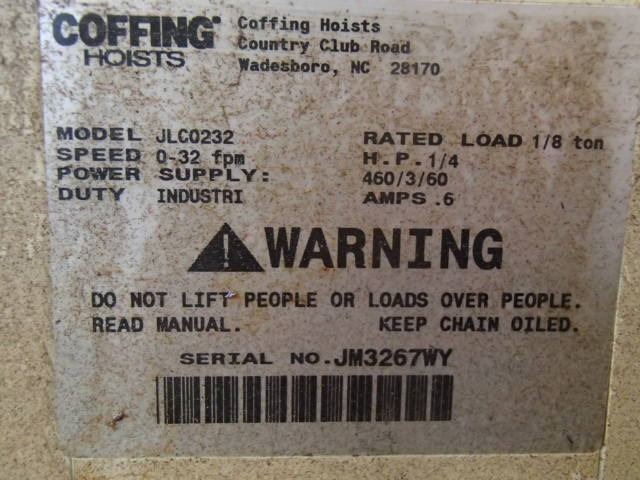 COFFING
HOISTS
Coffing Hoists
Country Club Road
Wadesboro, NC 28170
MODEL JLC0232
RATED LOAD 1/8 ton
SPEED 0-32 fpm
H.P. 1/4
POWER SUPPLY:
460/3/60
DUTY INDUSTRI
AMPS .6
WARNING
DO NOT LIFT PEOPLE OR LOADS OVER PEOPLE.
READ MANUAL. KEEP CHAIN OILED.
SERIAL NO. JM3267WY